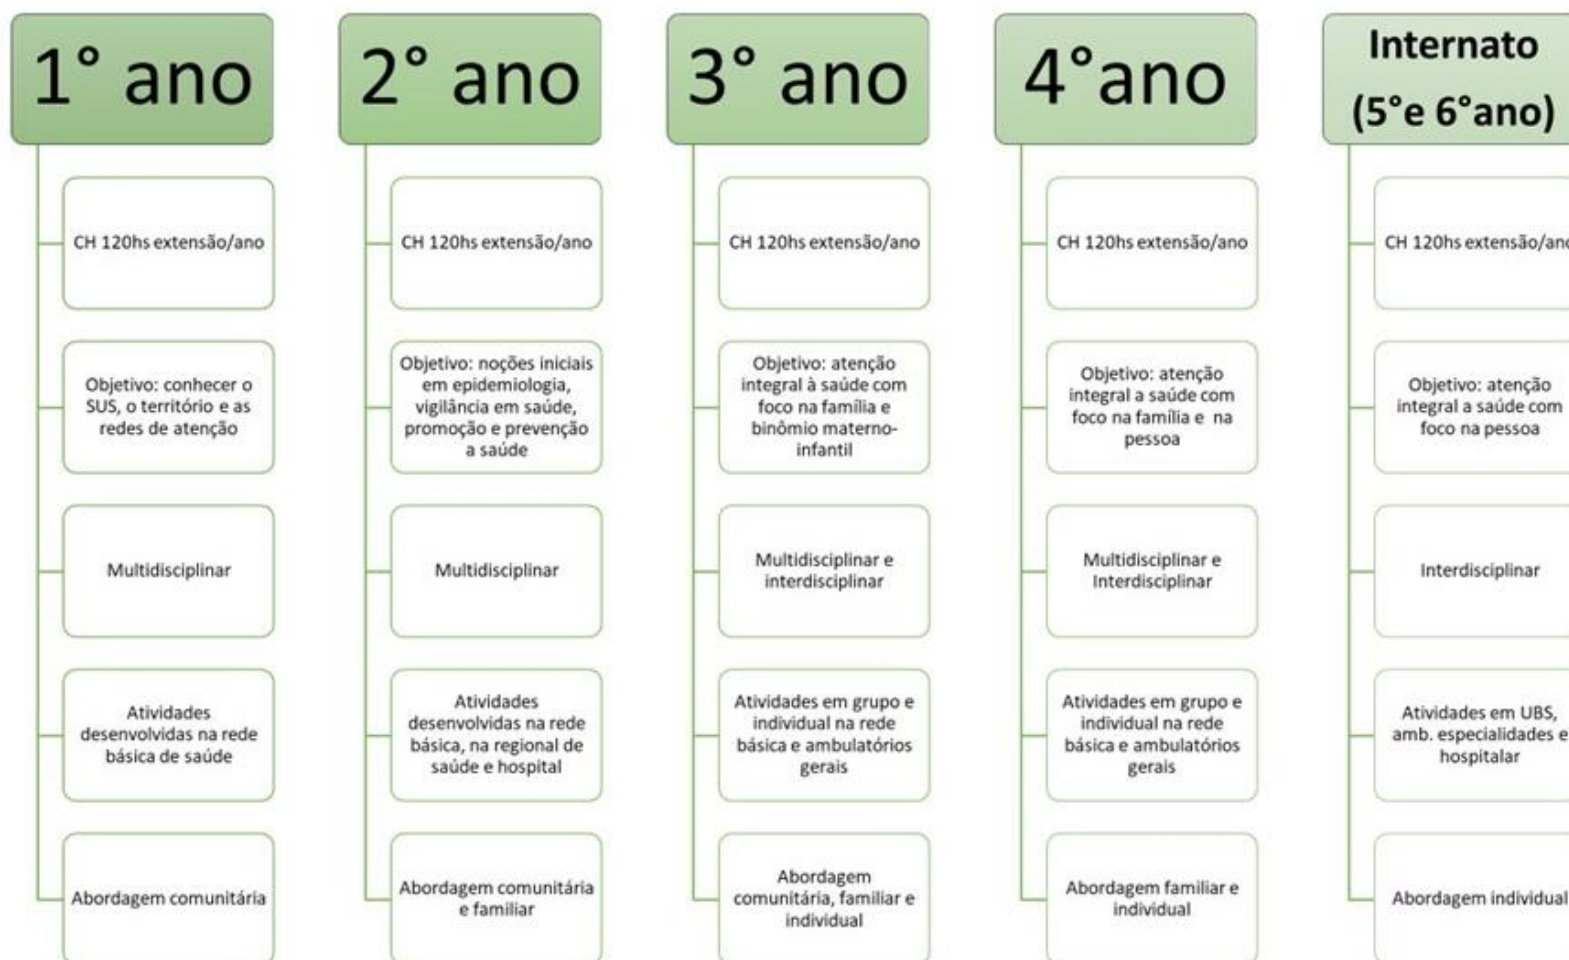 1° ano
CH 120hs extensão/ano
Objetivo: conhecer o
SUS, o território e as
redes de atenção
Multidisciplinar
Atividades
desenvolvidas na rede
básica de saúde
Abordagem comunitária
2° ano
CH 120hs extensão/ano
Objetivo: noções iniciais
em epidemiologia,
vigilância em saúde,
promoção e prevenção
a saúde
Multidisciplinar
Atividades
desenvolvidas na rede
básica, na regional de
saúde e hospital
Abordagem comunitária
e familiar
3° ano
CH 120hs extensão/ano
Objetivo: atenção
integral à saúde com
foco na família e
binômio materno-
infantil
Multidisciplinar e
interdisciplinar
Atividades em grupo e
individual na rede
básica e ambulatórios
gerais
Abordagem
comunitária, familiar e
individual
4°ano
CH 120hs extensão/ano
Objetivo: atenção
integral a saúde com
foco na família e na
pessoa
Multidisciplinar e
Interdisciplinar
Atividades em grupo e
individual na rede
básica e ambulatórios
gerais
Abordagem familiar e
individual
Internato
(5°e 6°ano)
CH 120hs extensão/ano
Objetivo: atenção
integral a saúde com
foco na pessoa
Interdisciplinar
Atividades em UBS,
amb. especialidades e
hospitalar
Abordagem individual